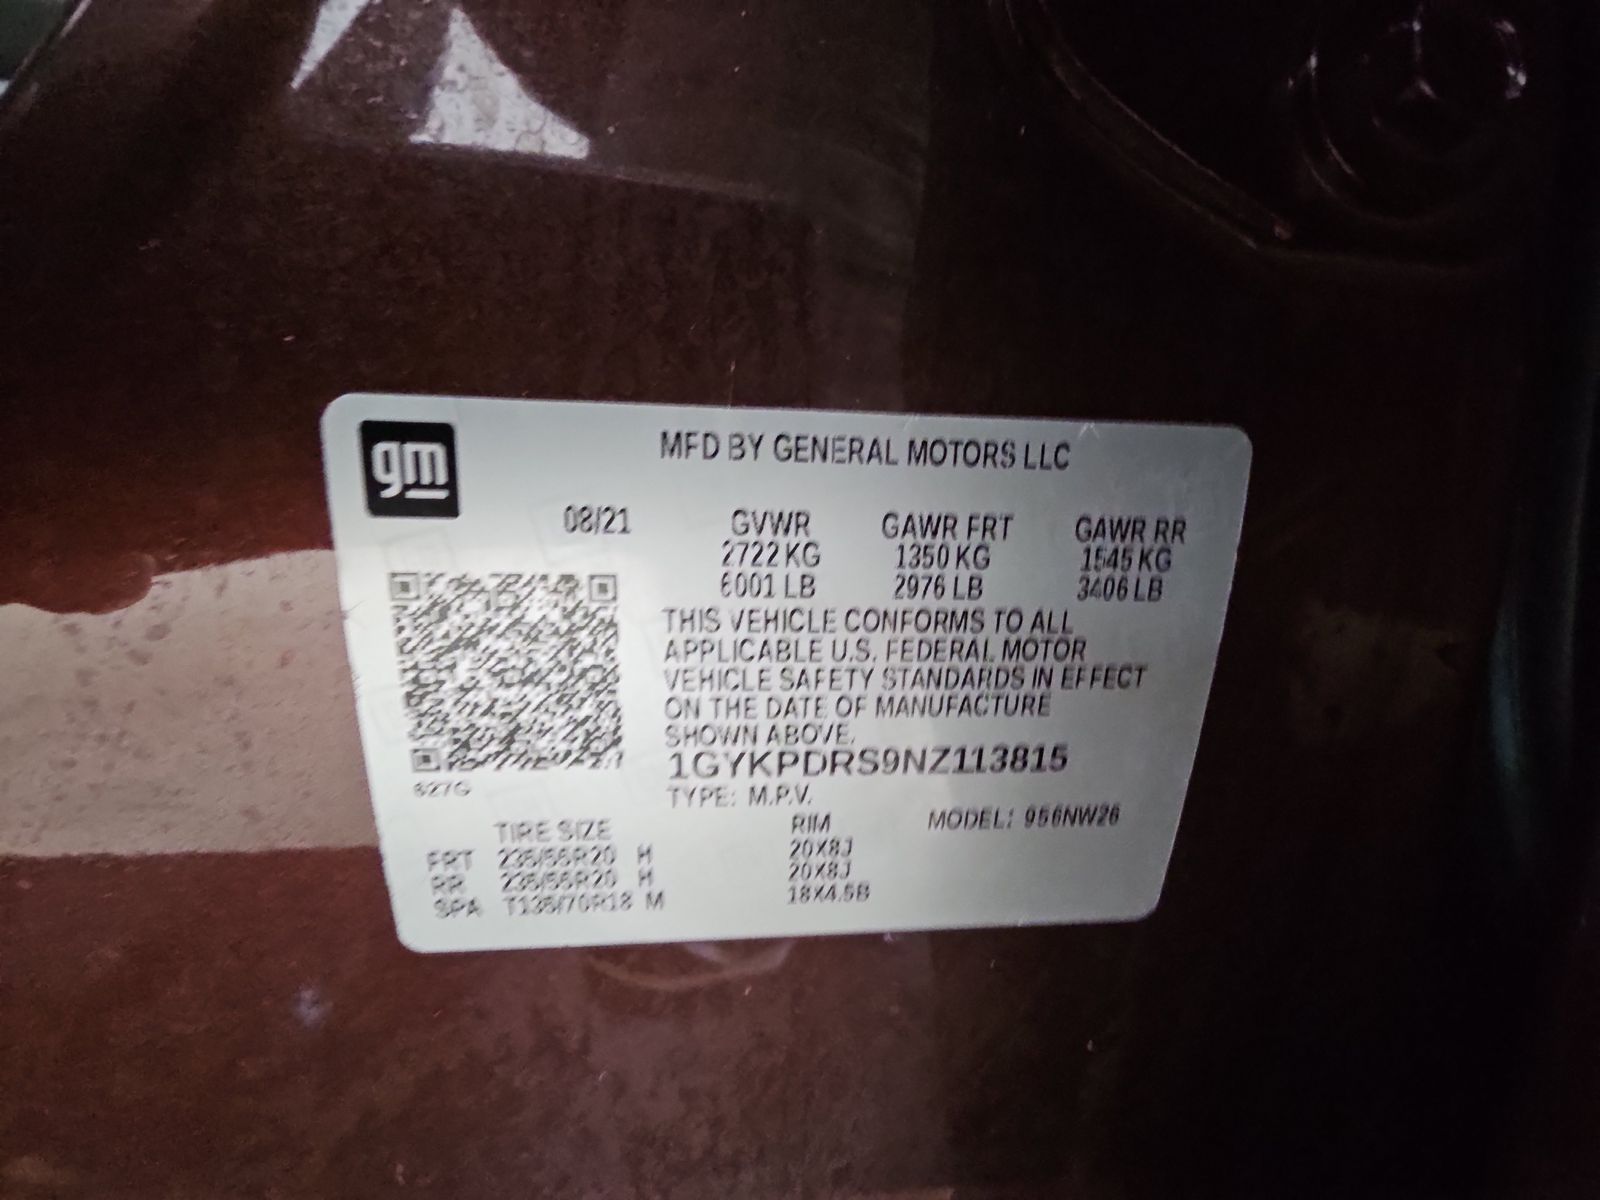 gm
MFD BY GENERAL MOTORS LLC
08/21 GVWR GAWR FRT GAWR RR
2722 KG 1350 KG 1545 KG
6001 LB 2976 LB 3406 LB
THIS VEHICLE CONFORMS TO ALL
APPLICABLE U.S. FEDERAL MOTOR
VEHICLE SAFETY STANDARDS IN EFFECT
ON THE DATE OF MANUFACTURE
SHOWN ABOVE.
1GYKPDRS9NZ113815
627G
TYPE: M.P.V.
MODEL: 956NW26
TIRE SIZE RIM
FRT 235/55R20 H 20X8J
RR 235/55R20 H 20X8J
SPA T135/70R18 M 18X4.5B